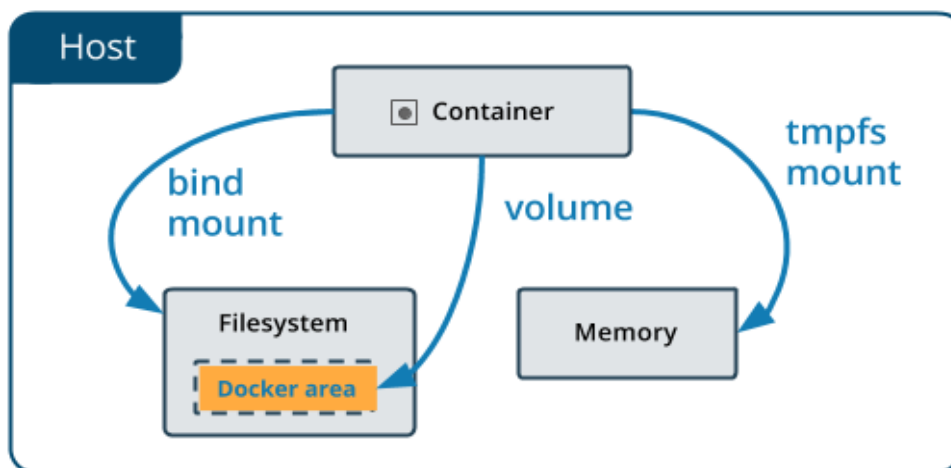 Host
Container
bind
mount
volume
tmpfs
mount
Filesystem
Docker area
Memory